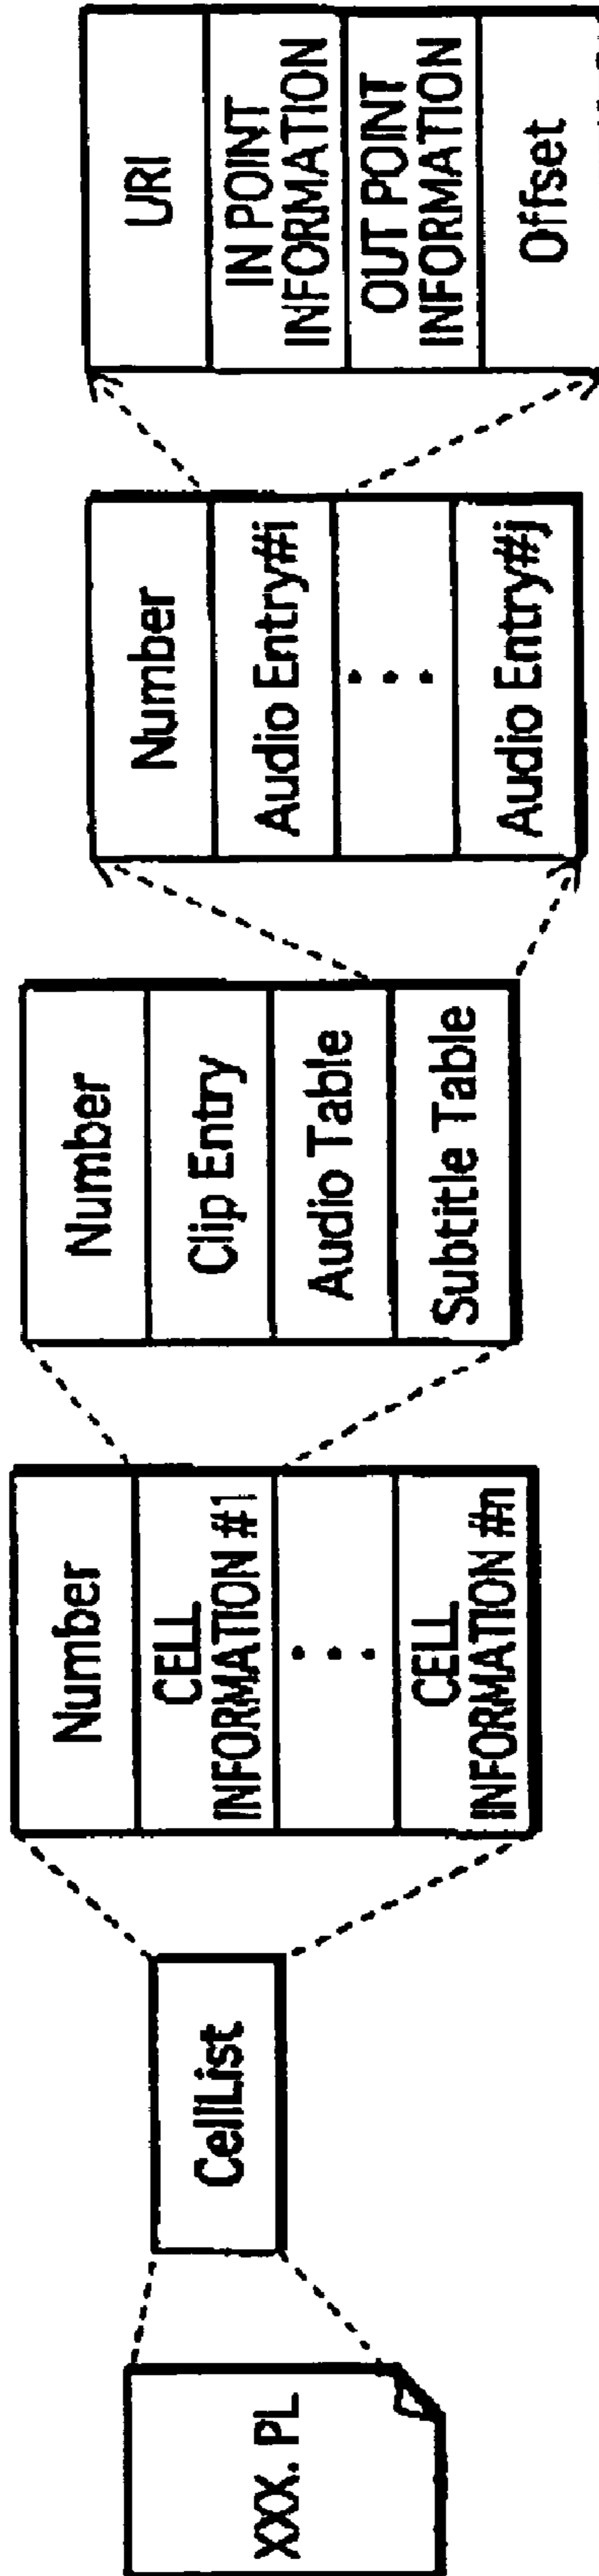 XXX. PL
CellList
Number
CELL
INFORMATION #1
CELL
INFORMATION #n
Number
Clip Entry
Audio Table
Subtitle Table
Number
Audio Entry#i
Audio Entry#j
URI
IN POINT
INFORMATION
OUT POINT
INFORMATION
Offset